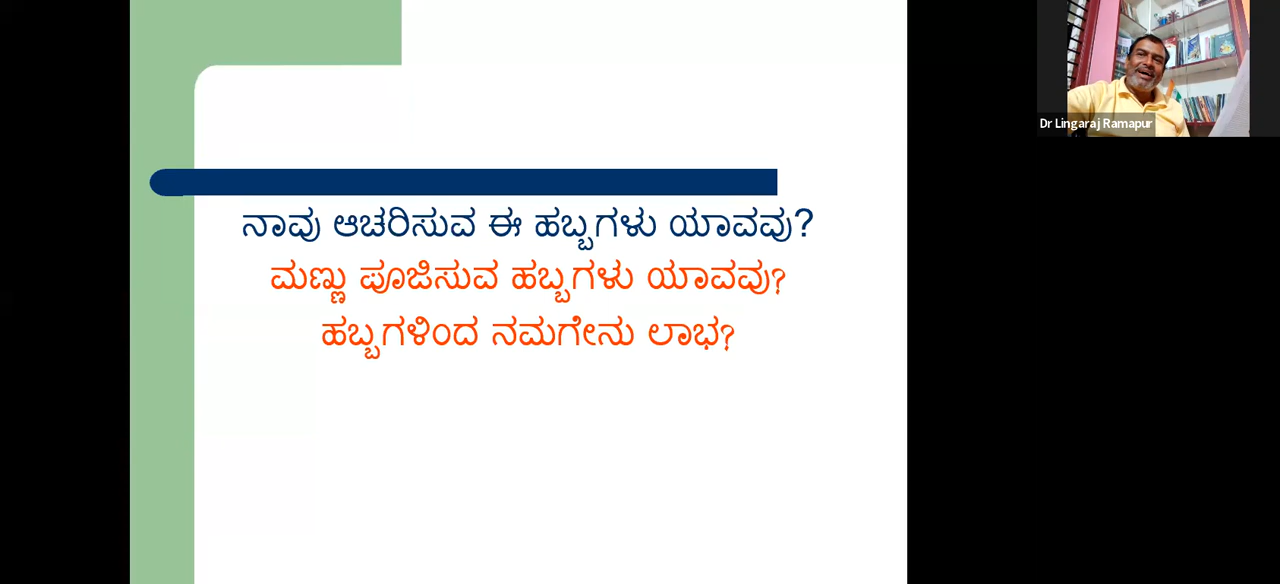 ನಾವು ಆಚರಿಸುವ ಈ ಹಬ್ಬಗಳು ಯಾವವು?
ಮಣ್ಣು ಪೂಜಿಸುವ ಹಬ್ಬಗಳು ಯಾವವು?
ಹಬ್ಬಗಳಿಂದ ನಮಗೇನು ಲಾಭ?
Dr Lingaraj Ramapur